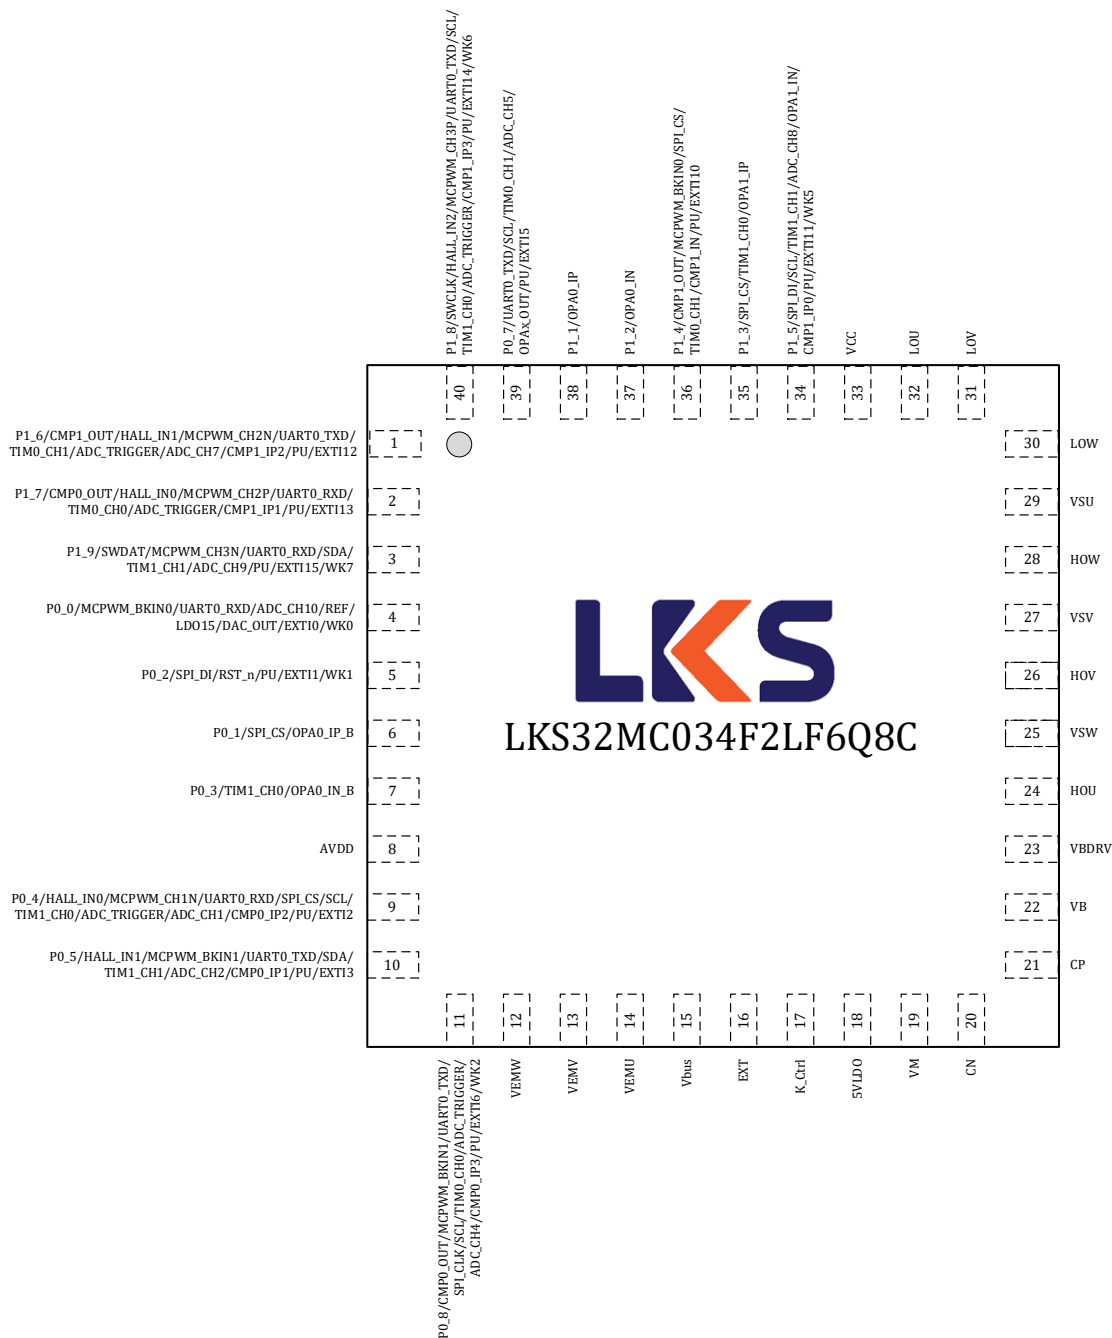 P1_8/SWCLK/HALL_IN2/MCPWM_CH3P/UART0_TXD/SCL/
TIM1_CH0/ADC_TRIGGER/CMP1_IP3/PU/EXTI14/WK6
P0_7/UART0_TXD/SCL/TIM0_CH1/ADC_CH5/
OPAx_OUT/PU/EXTI5
P1_1/OPA0_IP
P1_2/OPA0_IN
P1_4/CMP1_OUT/MCPWM_BKIN0/SPI_CS/
TIM0_CH1/CMP1_IN/PU/EXTI10
P1_3/SPI_CS/TIM1_CH0/OPA1_IP
P1_5/SPI_DI/SCL/TIM1_CH1/ADC_CH8/OPA1_IN/
CMP1_IP0/PU/EXTI11/WK5
VCC
LOU
LOV
40
39
38
37
36
35
34
33
32
31
P1_6/CMP1_OUT/HALL_IN1/MCPWM_CH2N/UART0_TXD/
TIM0_CH1/ADC_TRIGGER/ADC_CH7/CMP1_IP2/PU/EXTI12
1
30
LOW
P1_7/CMP0_OUT/HALL_IN0/MCPWM_CH2P/UART0_RXD/
TIM0_CH0/ADC_TRIGGER/CMP1_IP1/PU/EXTI13
2
29
VSU
P1_9/SWDAT/MCPWM_CH3N/UART0_RXD/SDA/
TIM1_CH1/ADC_CH9/PU/EXTI15/WK7
3
28
HOW
P0_0/MCPWM_BKIN0/UART0_RXD/ADC_CH10/REF/
LDO15/DAC_OUT/EXTI0/WK0
4
27
VSV
P0_2/SPI_DI/RST_n/PU/EXTI1/WK1
5
26
HOV
P0_1/SPI_CS/OPA0_IP_B
6
25
VSW
P0_3/TIM1_CH0/OPA0_IN_B
7
24
HOU
AVDD
8
23
VBDRV
P0_4/HALL_IN0/MCPWM_CH1N/UART0_RXD/SPI_CS/SCL/
TIM1_CH0/ADC_TRIGGER/ADC_CH1/CMP0_IP2/PU/EXTI2
9
22
VB
P0_5/HALL_IN1/MCPWM_BKIN1/UART0_TXD/SDA/
TIM1_CH1/ADC_CH2/CMP0_IP1/PU/EXTI3
10
21
CP
LKS
LKS32MC034F2LF6Q8C
11
12
13
14
15
16
17
18
19
20
P0_8/CMP0_OUT/MCPWM_BKIN1/UART0_TXD/
SPI_CLK/SCL/TIM0_CH0/ADC_TRIGGER/
ADC_CH4/CMP0_IP3/PU/EXTI6/WK2
VEMW
VEMV
VEMU
Vbus
EXT
K_Ctrl
5VLDO
VM
CN